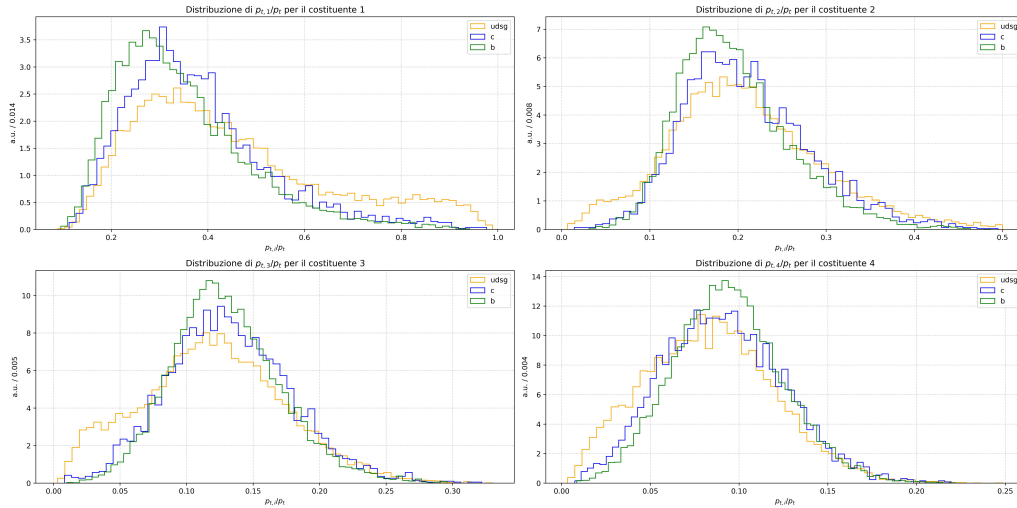 Distribuzione di p_{t,1}/p_t per il costituente 1
a.u. / 0.014
3.5
3.0
2.5
2.0
1.5
1.0
0.5
0.0
0.2 0.4 0.6 0.8 1.0
p_{t,i}/p_t
udsg
c
b
Distribuzione di p_{t,2}/p_t per il costituente 2
a.u. / 0.008
7
6
5
4
3
2
1
0
0.0 0.1 0.2 0.3 0.4 0.5
p_{t,i}/p_t
udsg
c
b
Distribuzione di p_{t,3}/p_t per il costituente 3
a.u. / 0.005
10
8
6
4
2
0
0.00 0.05 0.10 0.15 0.20 0.25 0.30
p_{t,i}/p_t
udsg
c
b
Distribuzione di p_{t,4}/p_t per il costituente 4
a.u. / 0.004
14
12
10
8
6
4
2
0
0.00 0.05 0.10 0.15 0.20 0.25
p_{t,i}/p_t
udsg
c
b